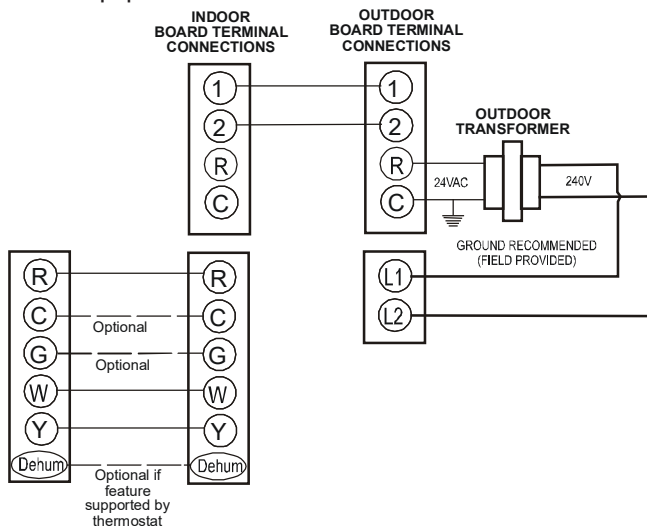 INDOOR
BOARD TERMINAL
CONNECTIONS
OUTDOOR
BOARD TERMINAL
CONNECTIONS
1
2
R
C
1
2
R
C
24VAC
OUTDOOR
TRANSFORMER
240V
GROUND RECOMMENDED
(FIELD PROVIDED)
L1
L2
R
C
G
W
Y
Dehum
Optional
Optional
Optional if
feature
supported by
thermostat
R
C
G
W
Y
Dehum